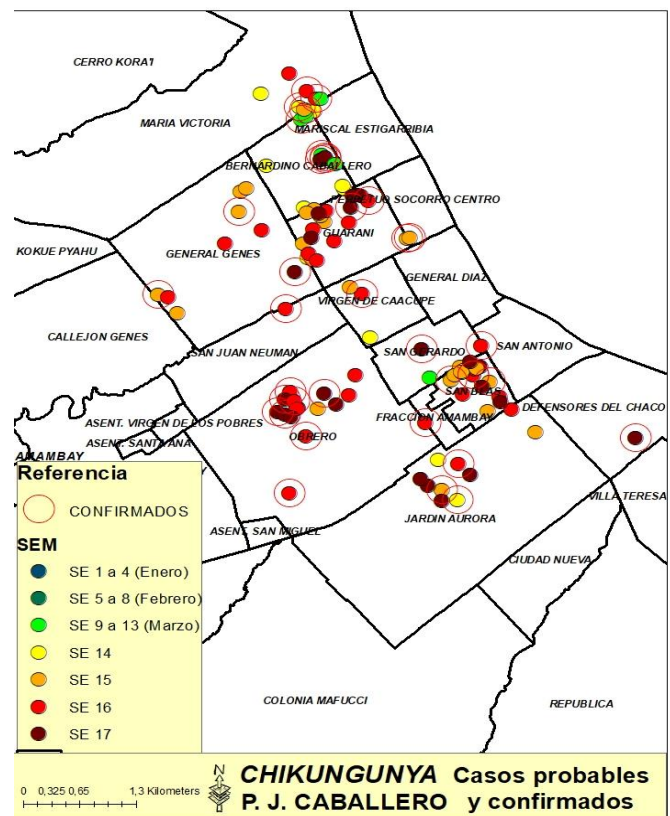 CERRO KORA'I
MARIA VICTORIA
MARISCAL ESTIGARRIBIA
BERNARDINO CABALLERO
PERPETUO SOCORRO CENTRO
KOKUE PYAHU
GENERAL GENES
GUARANI
GENERAL DIAZ
VIRGEN DE CAACUPE
CALLEJON GENES
SAN JUAN NEUMAN
SAN GERARDO
SAN ANTONIO
SAN BLAS
DEFENSORES DEL CHACO
ASENT. VIRGEN DE LOS POBRES
FRACCION AMAMBAY
ASENT. SANTA ANA
OBRERO
AMAMBAY
Referencia
CONFIRMADOS
VILLA TERESA
JARDIN AURORA
ASENT. SAN MIGUEL
SEM
CIUDAD NUEVA
SE 1 a 4 (Enero)
SE 5 a 8 (Febrero)
SE 9 a 13 (Marzo)
SE 14
SE 15
SE 16
SE 17
COLONIA MAFUCCI
REPUBLICA
0 0,325 0,65 1,3 Kilometers
N
CHIKUNGUNYA Casos probables
P. J. CABALLERO y confirmados